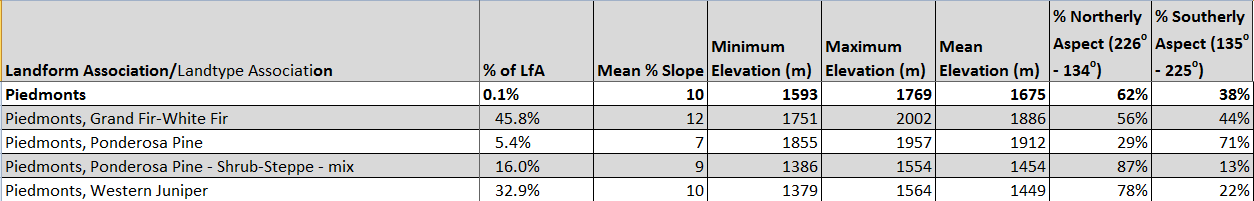 Landform Association/Landtype Association % of LfA Mean % Slope Minimum Elevation (m) Maximum Elevation (m) Mean Elevation (m) % Northerly Aspect (226° - 134°) % Southerly Aspect (135° - 225°)
Piedmonts 0.1% 10 1593 1769 1675 62% 38%
Piedmonts, Grand Fir-White Fir 45.8% 12 1751 2002 1886 56% 44%
Piedmonts, Ponderosa Pine 5.4% 7 1855 1957 1912 29% 71%
Piedmonts, Ponderosa Pine - Shrub-Steppe - mix 16.0% 9 1386 1554 1454 87% 13%
Piedmonts, Western Juniper 32.9% 10 1379 1564 1449 78% 22%